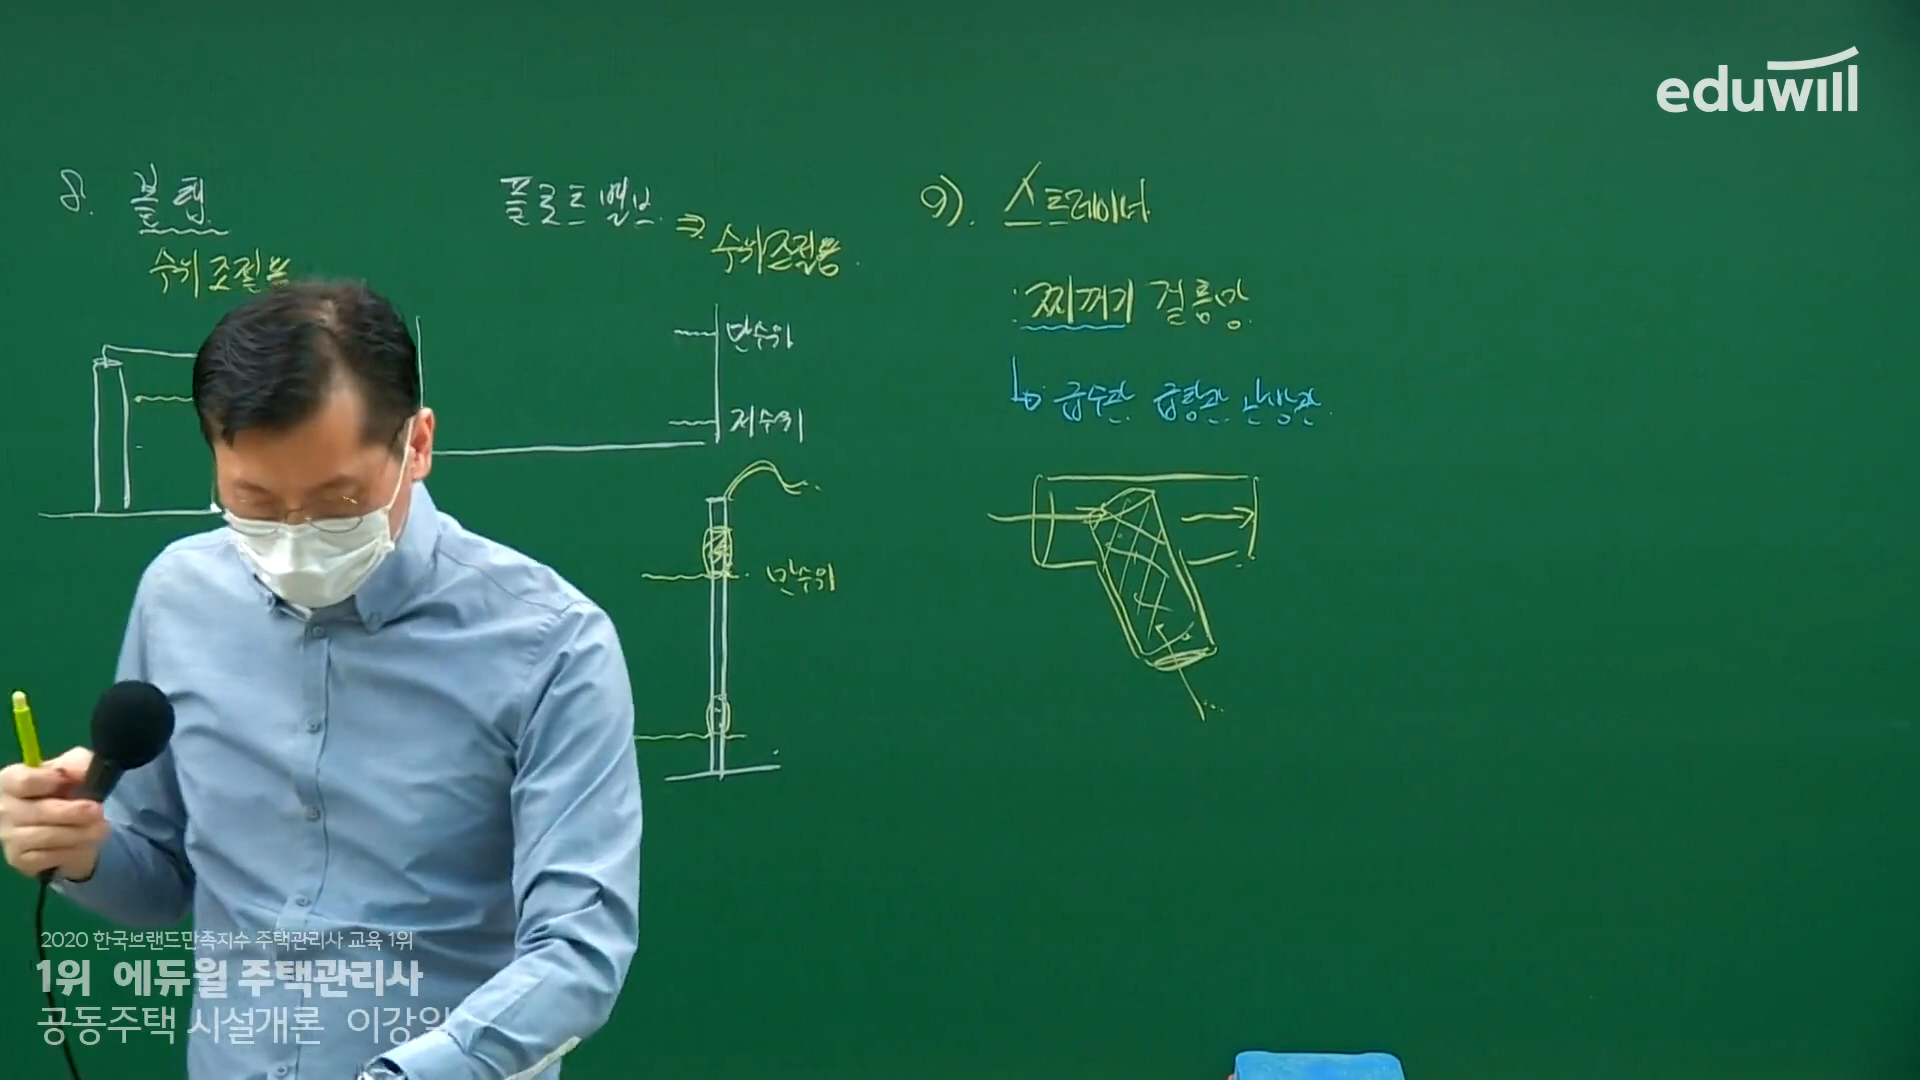 eduwill
8. 볼탭
수위조절용
플로트밸브
⇒ 수위조절용
만수위
저수위
만수위
9). 스트레이너
: 찌꺼기 걸름망
↳ 급수관 급탕관 난방관
2020 한국브랜드만족지수 주택관리사 교육 1위
1위 에듀윌 주택관리사
공동주택 시설개론 이강일